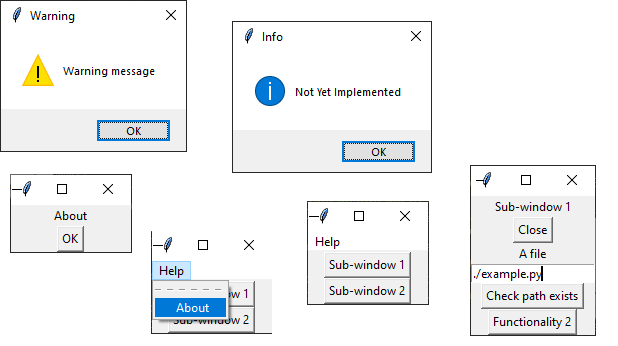 Warning
Warning message
OK
Info
Not Yet Implemented
OK
About
OK
Help
About
w 1
Sub-window 2
Help
Sub-window 1
Sub-window 2
Sub-window 1
Close
A file
./example.py
Check path exists
Functionality 2